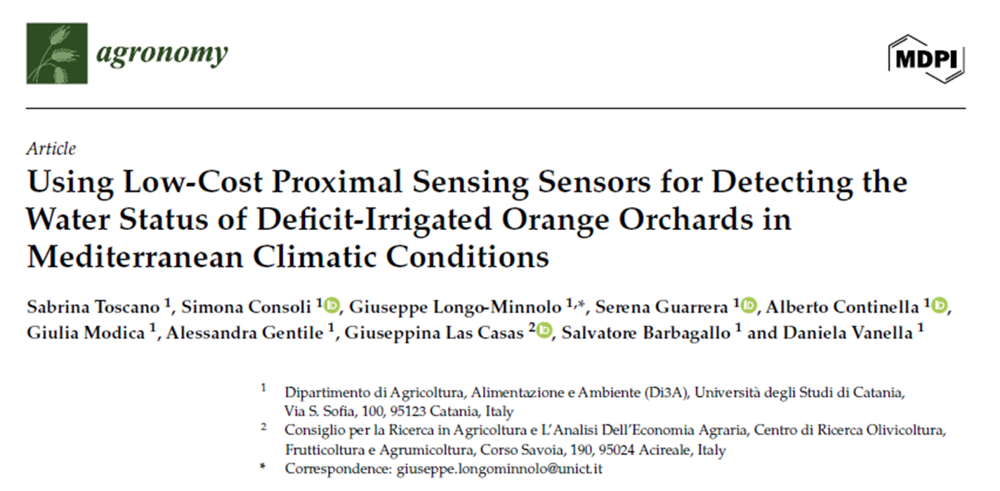 agronomy
MDPI
Article
Using Low-Cost Proximal Sensing Sensors for Detecting the
Water Status of Deficit-Irrigated Orange Orchards in
Mediterranean Climatic Conditions
Sabrina Toscano 1, Simona Consoli 1 iD, Giuseppe Longo-Minnolo 1,*, Serena Guarrera 1 iD, Alberto Continella 1 iD,
Giulia Modica 1, Alessandra Gentile 1, Giuseppina Las Casas 2 iD, Salvatore Barbagallo 1 and Daniela Vanella 1
1 Dipartimento di Agricoltura, Alimentazione e Ambiente (Di3A), Università degli Studi di Catania,
Via S. Sofia, 100, 95123 Catania, Italy
2 Consiglio per la Ricerca in Agricoltura e L'Analisi Dell'Economia Agraria, Centro di Ricerca Olivicoltura,
Frutticoltura e Agrumicoltura, Corso Savoia, 190, 95024 Acireale, Italy
* Correspondence: giuseppe.longominnolo@unict.it